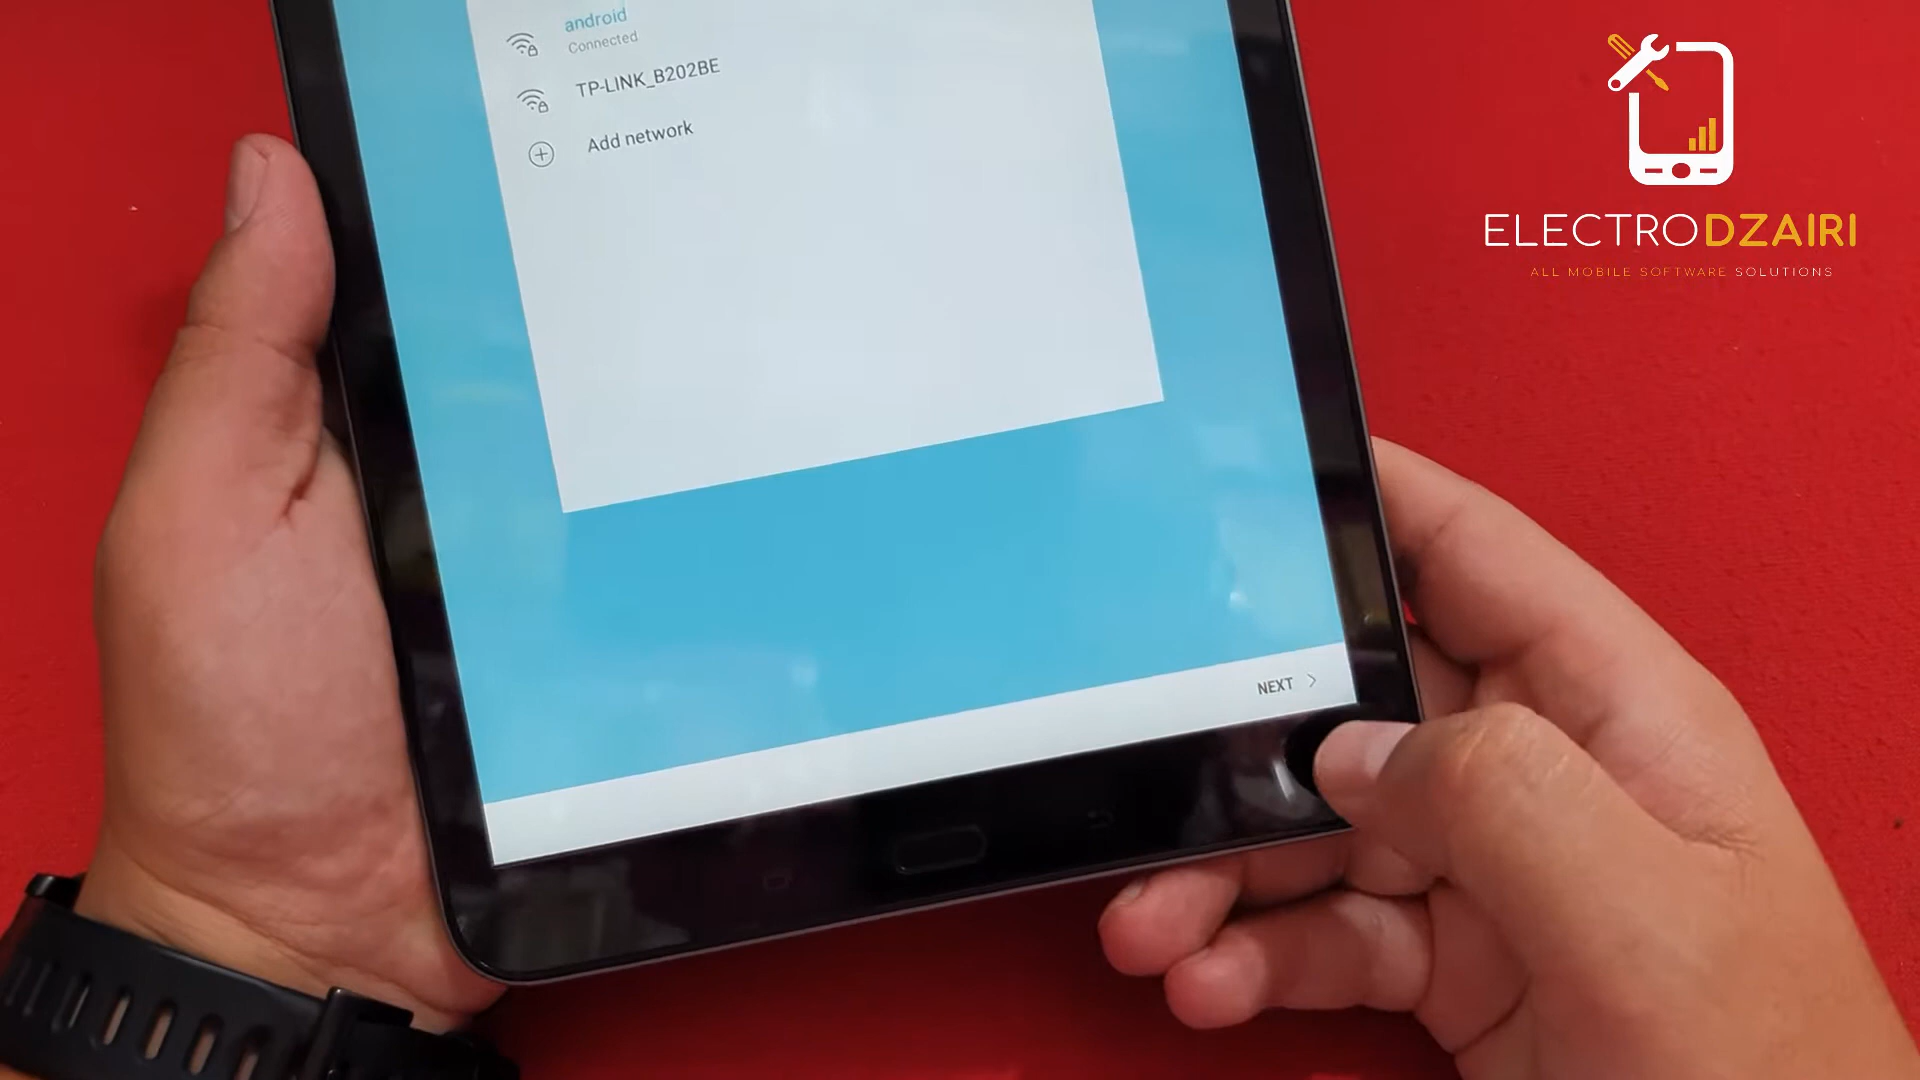 android
Connected
TP-LINK_B202BE
Add network
NEXT
ELECTRODZAIRI
ALL MOBILE SOFTWARE SOLUTIONS